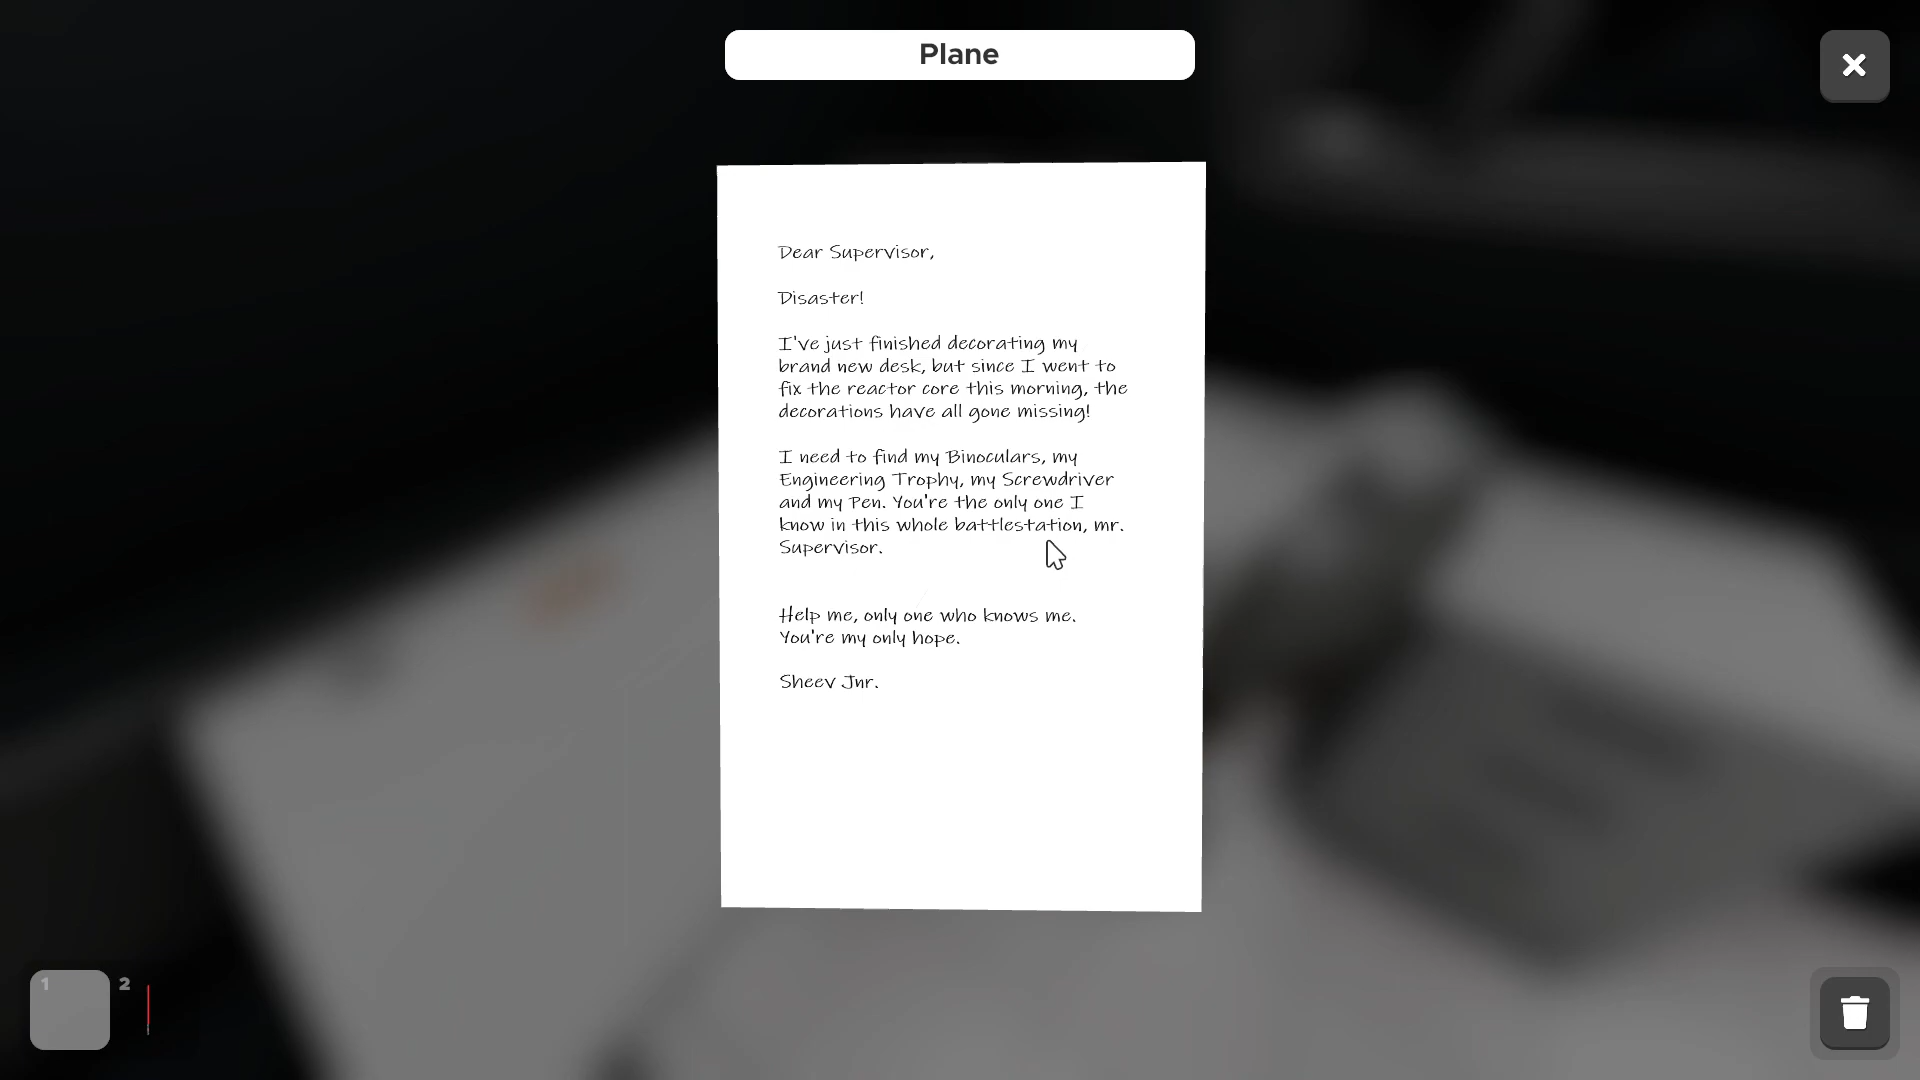 Plane
Dear Supervisor,
Disaster!
I've just finished decorating my
brand new desk, but since I went to
fix the reactor core this morning, the
decorations have all gone missing!
I need to find my Binoculars, my
Engineering Trophy, my Screwdriver
and my Pen. You're the only one I
know in this whole battlestation, mr.
Supervisor.
Help me, only one who knows me.
You're my only hope.
Sheev Jnr.
1 2